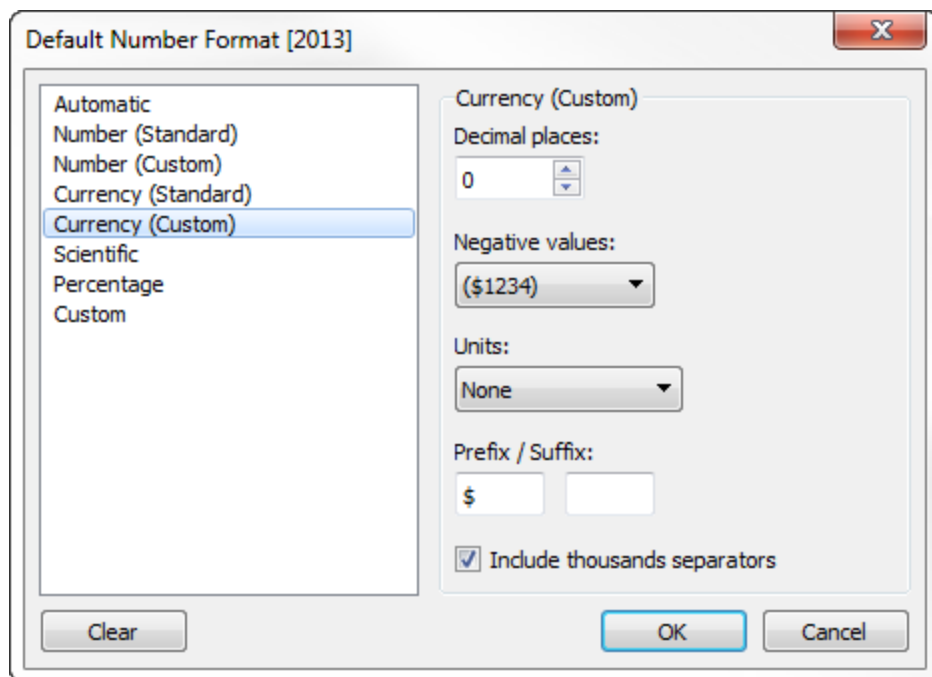 Default Number Format [2013]
Automatic
Number (Standard)
Number (Custom)
Currency (Standard)
Currency (Custom)
Scientific
Percentage
Custom
Currency (Custom)
Decimal places:
0
Negative values:
($1234)
Units:
None
Prefix / Suffix:
$
Include thousands separators
Clear
OK
Cancel